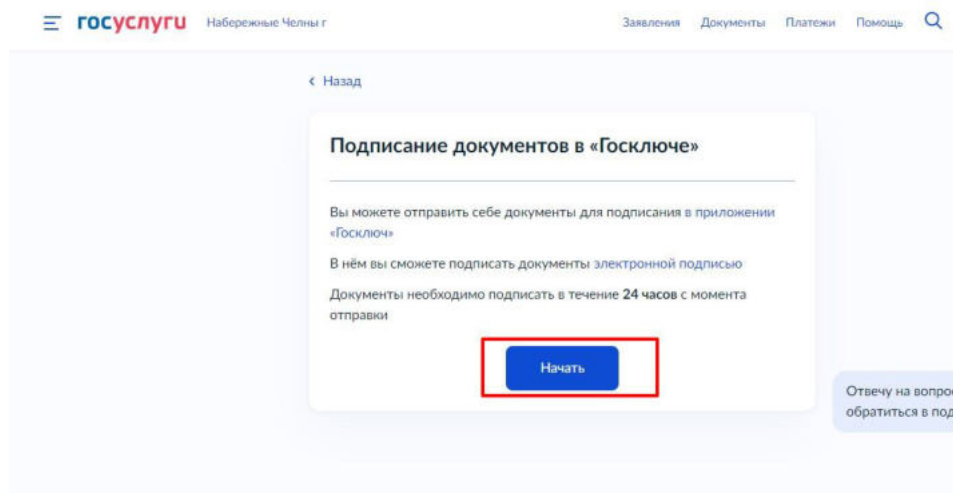 госуслуги Набережные Челны г Заявления Документы Платежи Помощь
Назад
Подписание документов в «Госключе»
Вы можете отправить себе документы для подписания в приложении
«Госключ»
В нём вы сможете подписать документы электронной подписью
Документы необходимо подписать в течение 24 часов с момента
отправки
Начать
Отвечу на
обратиться в